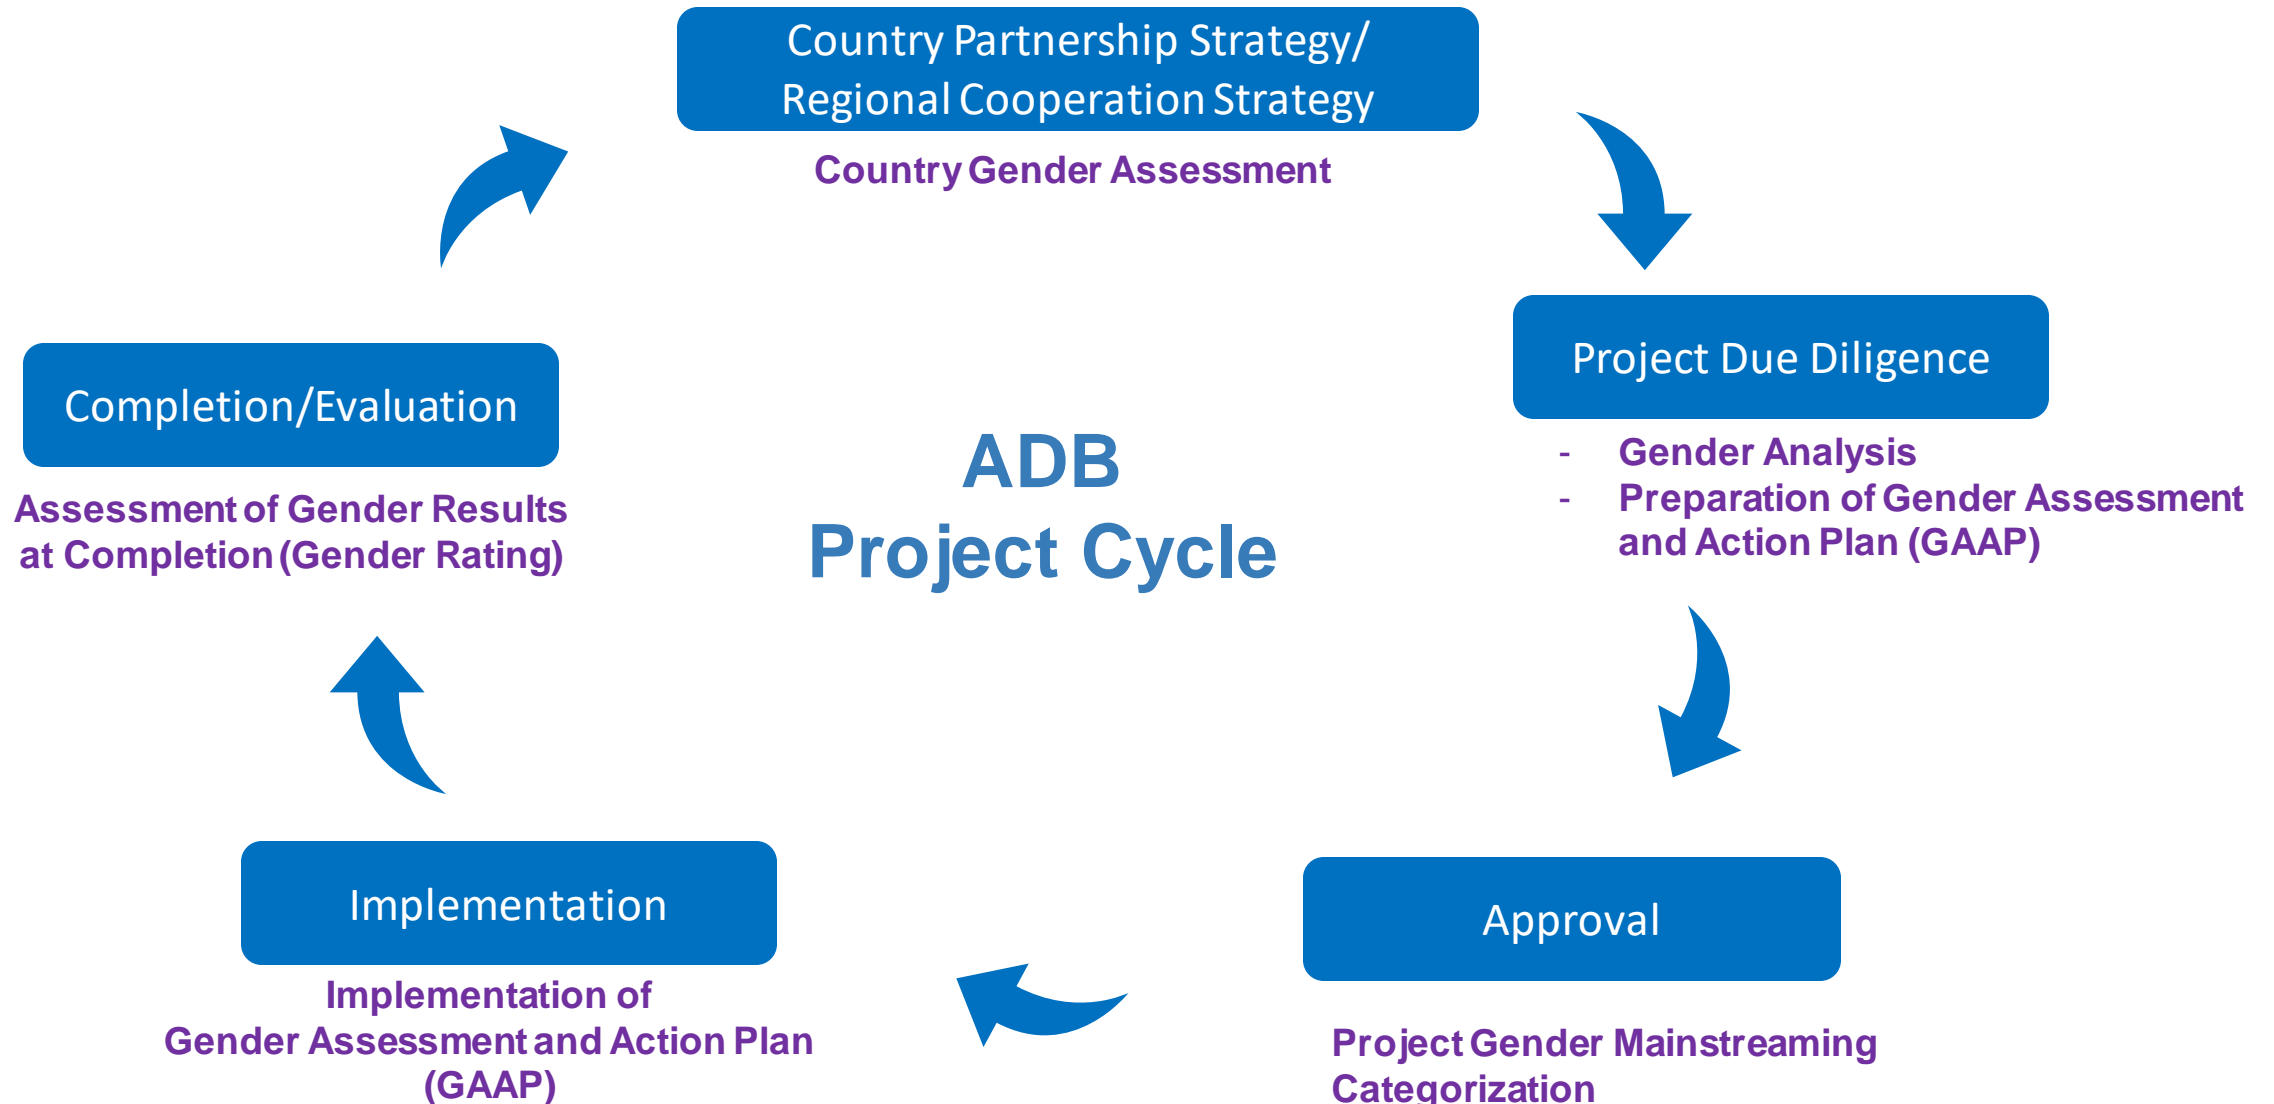 Country Partnership Strategy/
Regional Cooperation Strategy
Country Gender Assessment
Project Due Diligence
- Gender Analysis
- Preparation of Gender Assessment
and Action Plan (GAAP)
Completion/Evaluation
Assessment of Gender Results
at Completion (Gender Rating)
ADB
Project Cycle
Approval
Project Gender Mainstreaming
Categorization
Implementation
Implementation of
Gender Assessment and Action Plan
(GAAP)